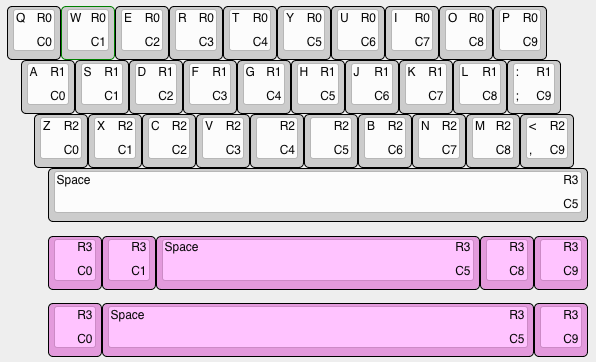 Q R0 W R0 E R0 R R0 T R0 Y R0 U R0 I R0 O R0 P R0
C0 C1 C2 C3 C4 C5 C6 C7 C8 C9
A R1 S R1 D R1 F R1 G R1 H R1 J R1 K R1 L R1 : R1
C0 C1 C2 C3 C4 C5 C6 C7 C8 ; C9
Z R2 X R2 C R2 V R2 R2 R2 B R2 N R2 M R2 < R2
C0 C1 C2 C3 C4 C5 C6 C7 C8 , C9
Space R3
C5
R3 R3 Space R3 R3 R3
C0 C1 C5 C8 C9
R3 Space R3 R3
C0 C5 C9